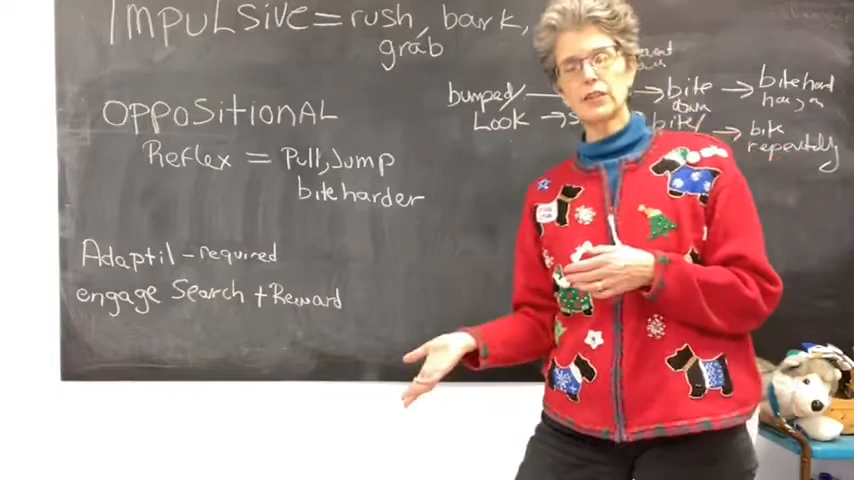 IMPULSIVE = rush, bark,
grab
OPPOSITIONAL
Reflex = Pull, Jump
bite harder
Adaptil - required
engage Search + Reward
bumped/ → bite → bite hard
Look → down
bite/ → bite
repeatedly